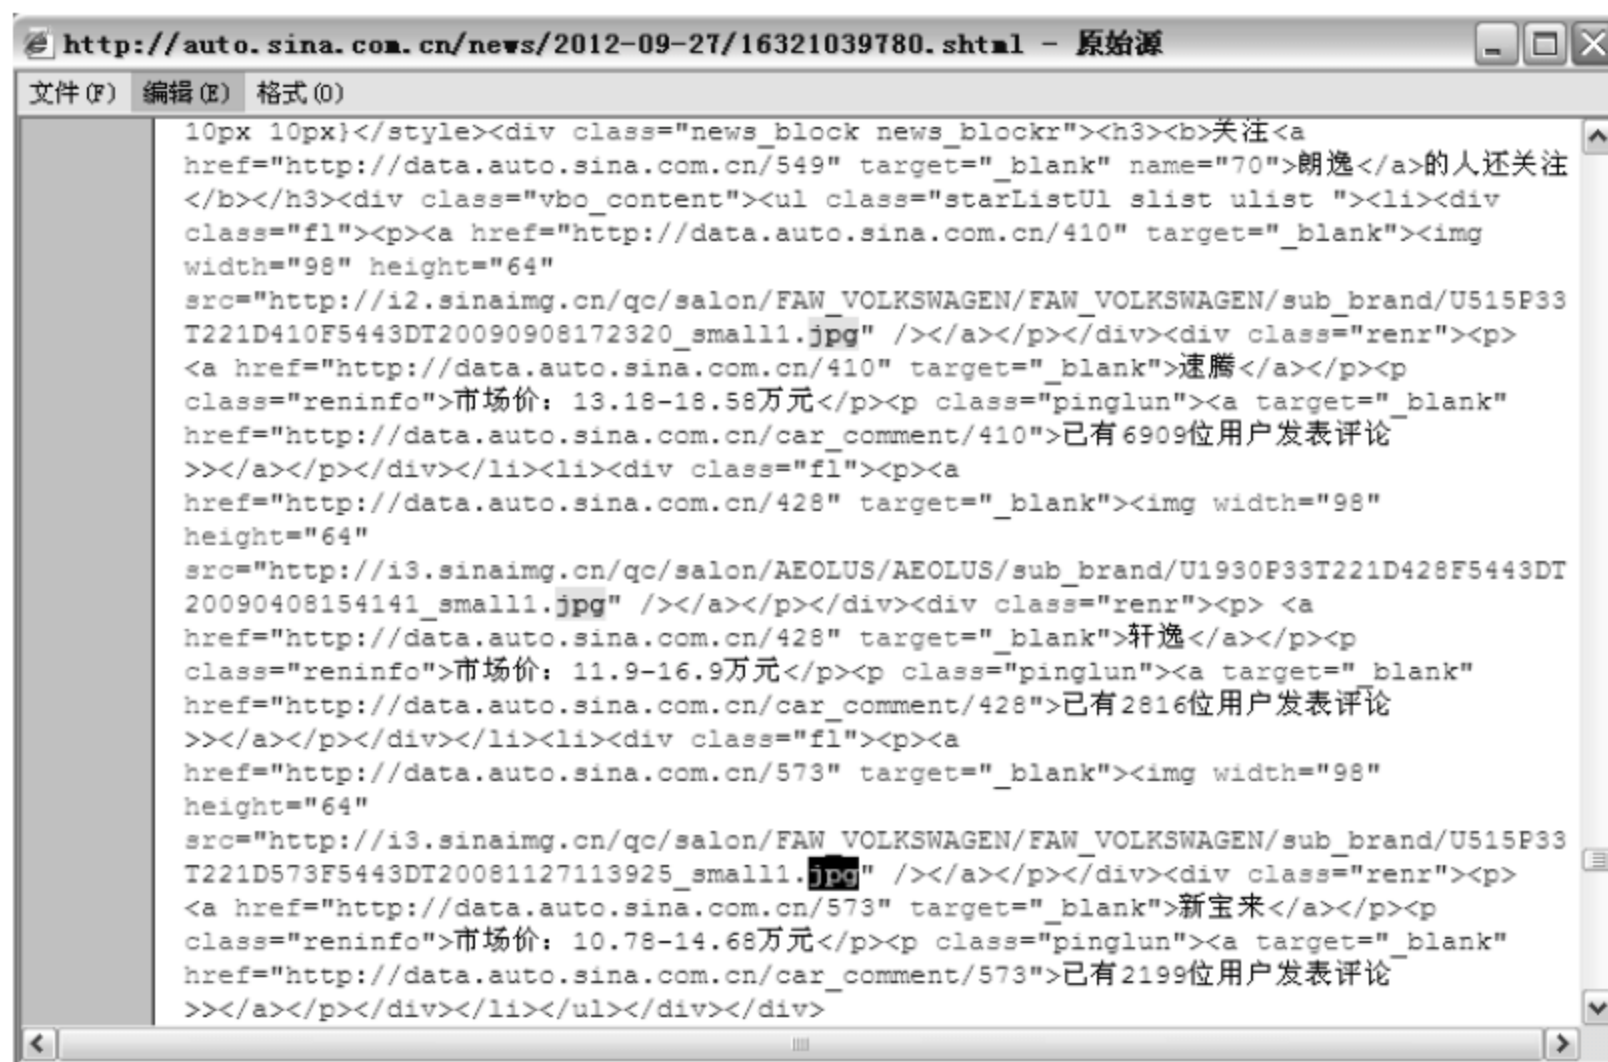 http://auto.sina.com.cn/news/2012-09-27/16321039780.shtml - 原始源
文件(F) 编辑(E) 格式(O)
10px 10px}</style><div class="news_block news_blockr"><h3><b>关注<a
href="http://data.auto.sina.com.cn/549" target="_blank" name="70">朗逸</a>的人还关注
</b></h3><div class="vbo_content"><ul class="starListUl slist ulist "><li><div
class="fl"><p><a href="http://data.auto.sina.com.cn/410" target="_blank"><img
width="98" height="64"
src="http://i2.sinaimg.cn/qc/salon/FAW_VOLKSWAGEN/FAW_VOLKSWAGEN/sub_brand/U515P33
T221D410F5443DT20090908172320_small1.jpg" /></a></p></div><div class="renr"><p>
<a href="http://data.auto.sina.com.cn/410" target="_blank">速腾</a></p><p
class="reninfo">市场价：13.18-18.58万元</p><p class="pinglun"><a target="_blank"
href="http://data.auto.sina.com.cn/car_comment/410">已有6909位用户发表评论
>></a></p></div></li><li><div class="fl"><p><a
href="http://data.auto.sina.com.cn/428" target="_blank"><img width="98"
height="64"
src="http://i3.sinaimg.cn/qc/salon/AEOLUS/AEOLUS/sub_brand/U1930P33T221D428F5443DT
20090408154141_small1.jpg" /></a></p></div><div class="renr"><p> <a
href="http://data.auto.sina.com.cn/428" target="_blank">轩逸</a></p><p
class="reninfo">市场价：11.9-16.9万元</p><p class="pinglun"><a target="_blank"
href="http://data.auto.sina.com.cn/car_comment/428">已有2816位用户发表评论
>></a></p></div></li><li><div class="fl"><p><a
href="http://data.auto.sina.com.cn/573" target="_blank"><img width="98"
height="64"
src="http://i3.sinaimg.cn/qc/salon/FAW_VOLKSWAGEN/FAW_VOLKSWAGEN/sub_brand/U515P33
T221D573F5443DT20081127113925_small1.jpg" /></a></p></div><div class="renr"><p>
<a href="http://data.auto.sina.com.cn/573" target="_blank">新宝来</a></p><p
class="reninfo">市场价：10.78-14.68万元</p><p class="pinglun"><a target="_blank"
href="http://data.auto.sina.com.cn/car_comment/573">已有2199位用户发表评论
>></a></p></div></li></ul></div></div>